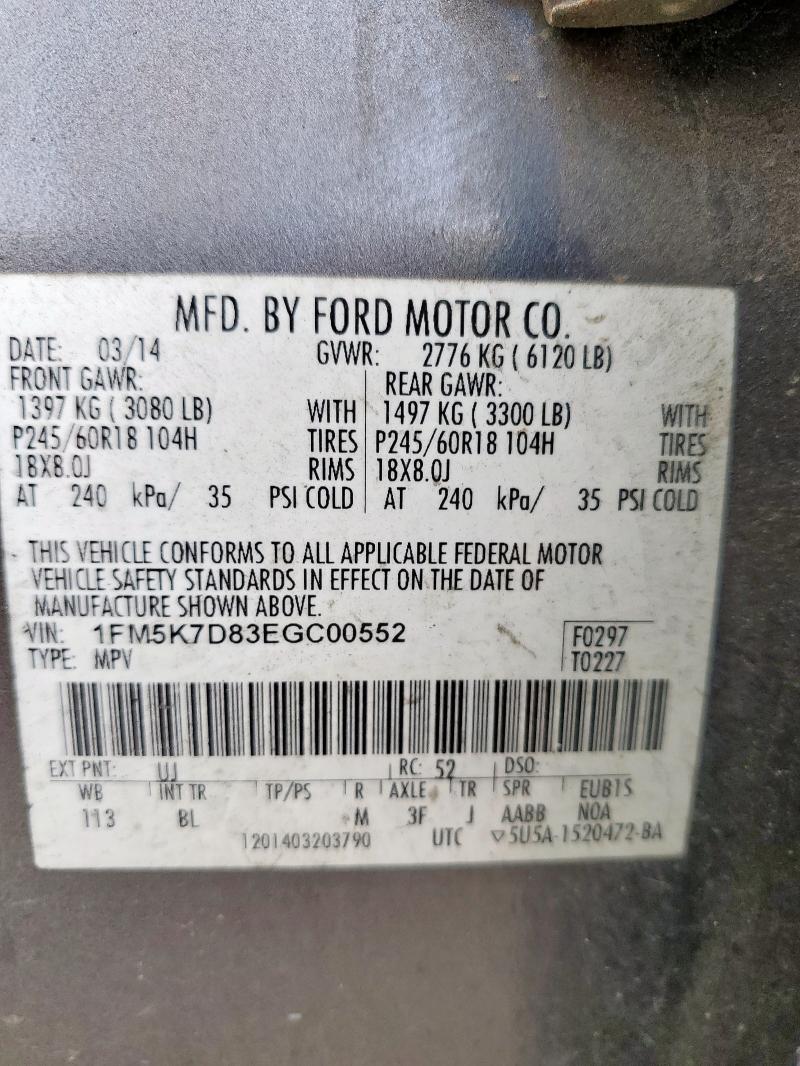 MFD. BY FORD MOTOR CO.
DATE: 03/14 GVWR: 2776 KG ( 6120 LB)
FRONT GAWR: REAR GAWR:
1397 KG ( 3080 LB) WITH 1497 KG ( 3300 LB) WITH
P245/60R18 104H TIRES P245/60R18 104H TIRES
18X8.0J RIMS 18X8.0J RIMS
AT 240 kPa/ 35 PSI COLD AT 240 kPa/ 35 PSI COLD
THIS VEHICLE CONFORMS TO ALL APPLICABLE FEDERAL MOTOR
VEHICLE SAFETY STANDARDS IN EFFECT ON THE DATE OF
MANUFACTURE SHOWN ABOVE.
VIN: 1FM5K7D83EGC00552 F0297
TYPE: MPV T0227
EXT PNT: UJ RC: 52 DSO:
WB INT TR TP/PS R AXLE TR SPR EUB1S
113 BL M 3F J AABB NOA
1201403203790 UTC ▽5U5A-1520472-BA